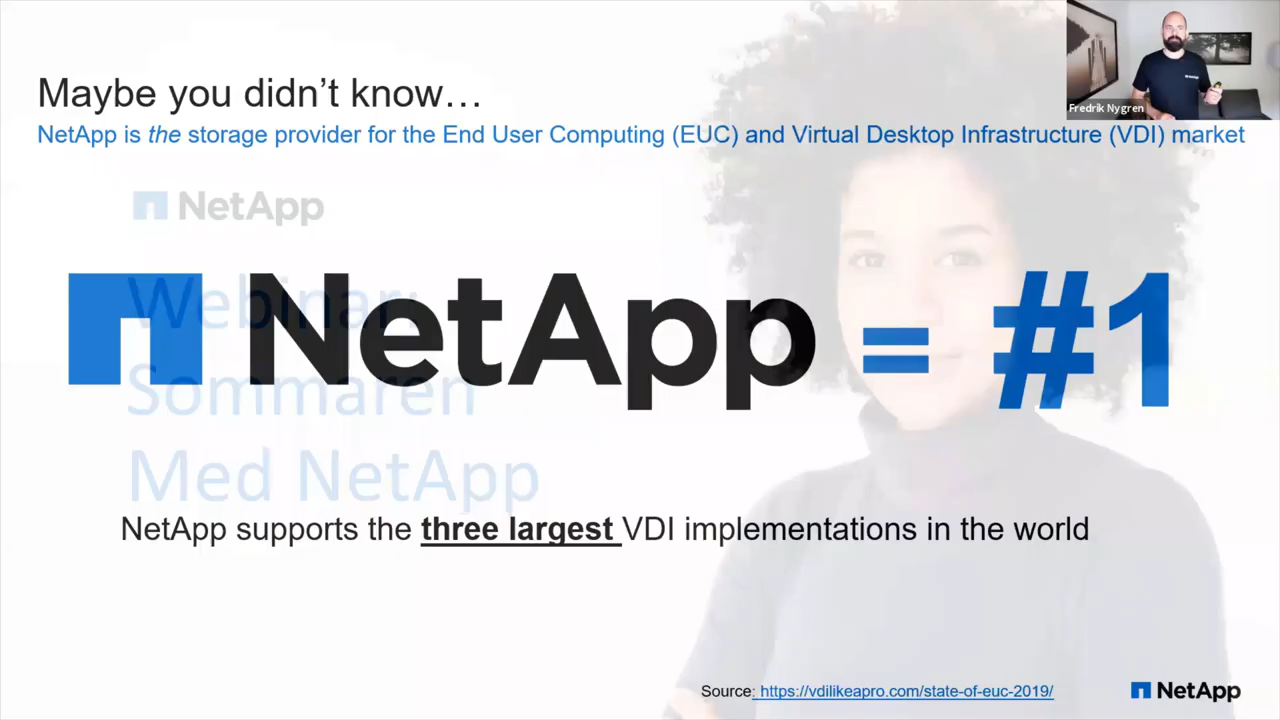 Fredrik Nygren
Maybe you didn't know…
NetApp is the storage provider for the End User Computing (EUC) and Virtual Desktop Infrastructure (VDI) market
NetApp
Webinar:
NetApp = #1
Sommaren
Med NetApp
NetApp supports the three largest VDI implementations in the world
Source: https://vdilikeapro.com/state-of-euc-2019/
NetApp